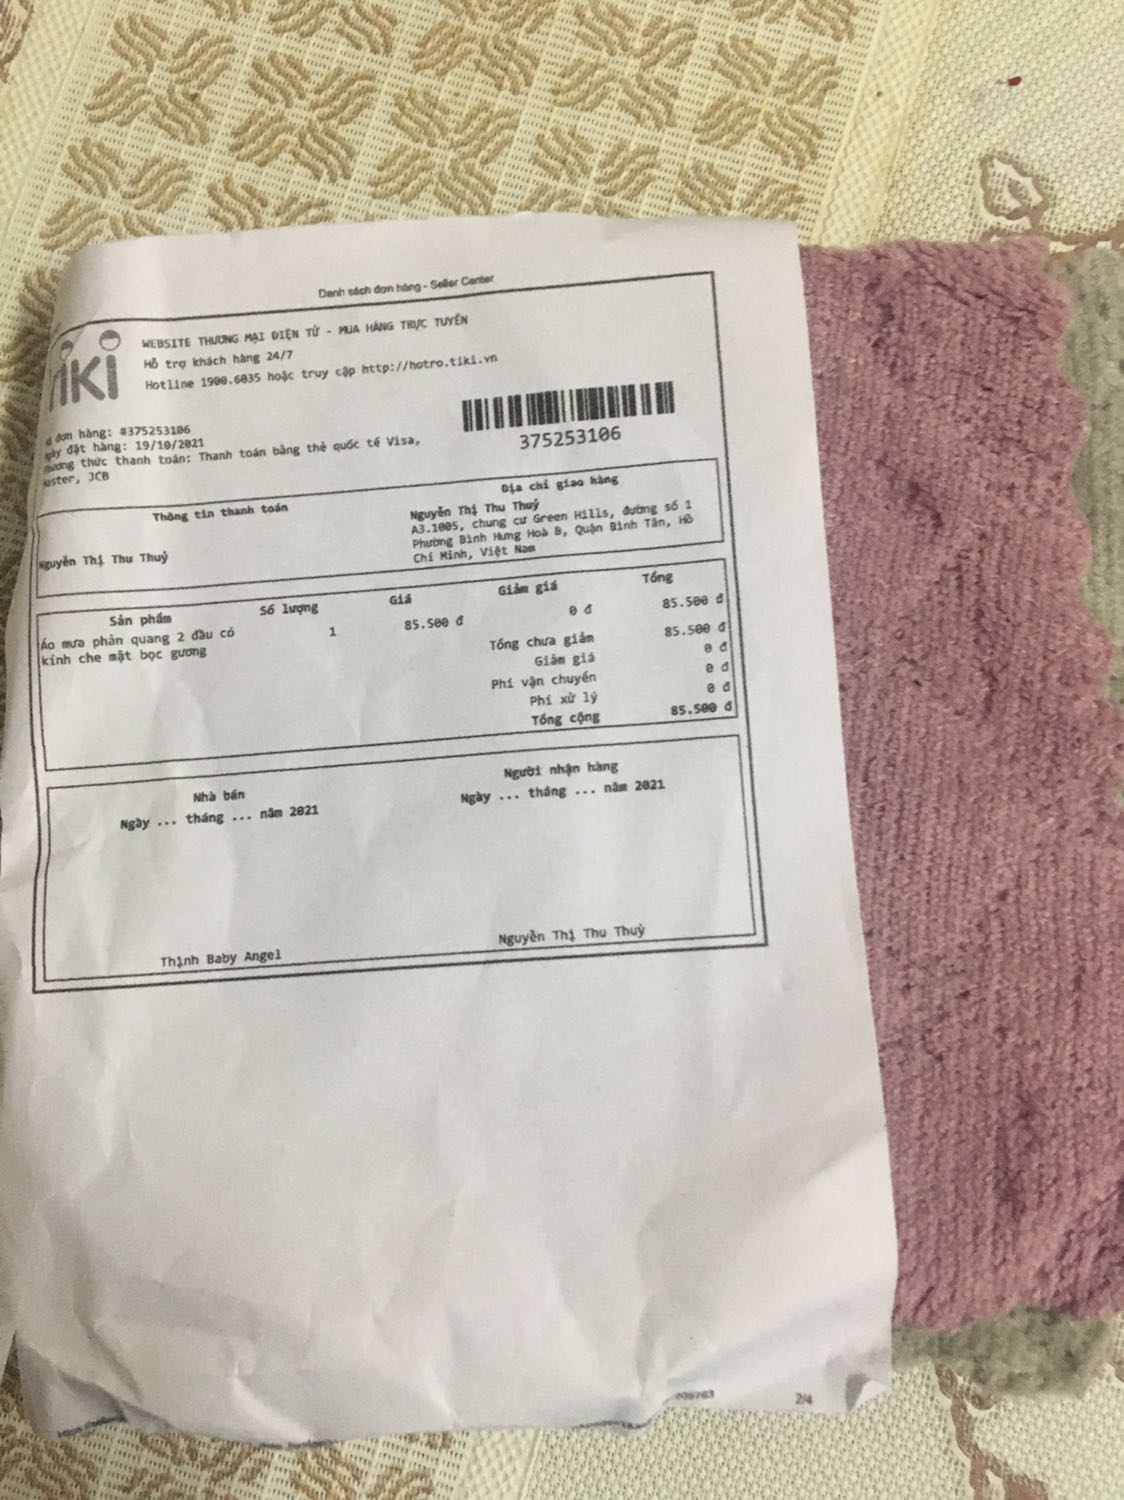 Danh sách đơn hàng - Seller Center
TIKI
WEBSITE THƯƠNG MẠI ĐIỆN TỬ - MUA HÀNG TRỰC TUYẾN
Hỗ trợ khách hàng 24/7
Hotline 1900.6035 hoặc truy cập http://hotro.tiki.vn
đơn hàng: #375253106
đặt hàng: 19/10/2021
thức thanh toán: Thanh toán bằng thẻ quốc tế Visa,
JCB
375253106
Thông tin thanh toán
Nguyễn Thị Thu Thuỷ
Địa chỉ giao hàng
Nguyễn Thị Thu Thuỷ
A3.1005, chung cư Green Hills, đường số 1
Phường Bình Hưng Hoà B, Quận Bình Tân, Hồ
Chí Minh, Việt Nam
Sản phẩm Số lượng Giá Giảm giá Tổng
Áo mưa phản quang 2 đầu có 1 85.500 đ 0 đ 85.500 đ
kính che mặt bọc gương
Tổng chưa giảm 85.500 đ
Giảm giá 0 đ
Phí vận chuyển 0 đ
Phí xử lý 0 đ
Tổng cộng 85.500 đ
Nhà bán
Ngày ... tháng ... năm 2021
Thịnh Baby Angel
Người nhận hàng
Ngày ... tháng ... năm 2021
Nguyễn Thị Thu Thuỷ
2/4